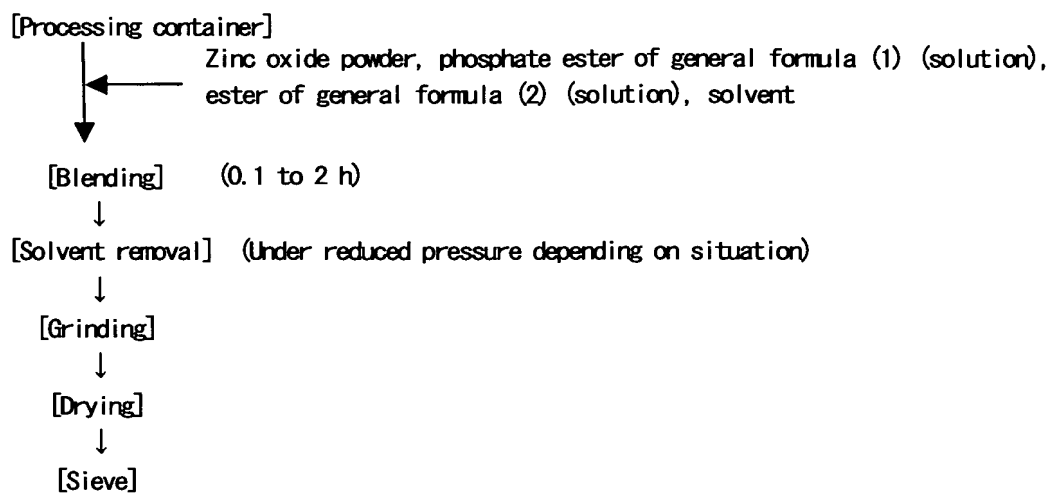 [Processing container]
Zinc oxide powder, phosphate ester of general formula (1) (solution),
ester of general formula (2) (solution), solvent
[Blending] (0.1 to 2 h)
↓
[Solvent removal] (Under reduced pressure depending on situation)
↓
[Grinding]
↓
[Drying]
↓
[Sieve]